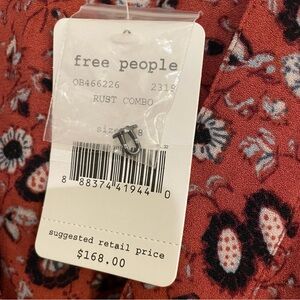 free people
OB466226 2318
RUST COMBO
8 88374 41944 0
suggested retail price
$168.00